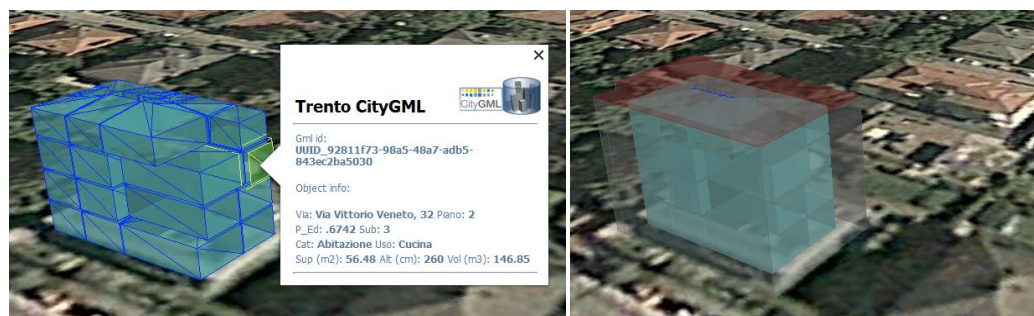 Trento CityGML
CityGML
Gml id:
UUID_92811f73-98a5-48a7-adb5-
843ec2ba5030
Object info:
Via: Via Vittorio Veneto, 32 Piano: 2
P_Ed: .6742 Sub: 3
Cat: Abitazione Uso: Cucina
Sup (m2): 56.48 Alt (cm): 260 Vol (m3): 146.85